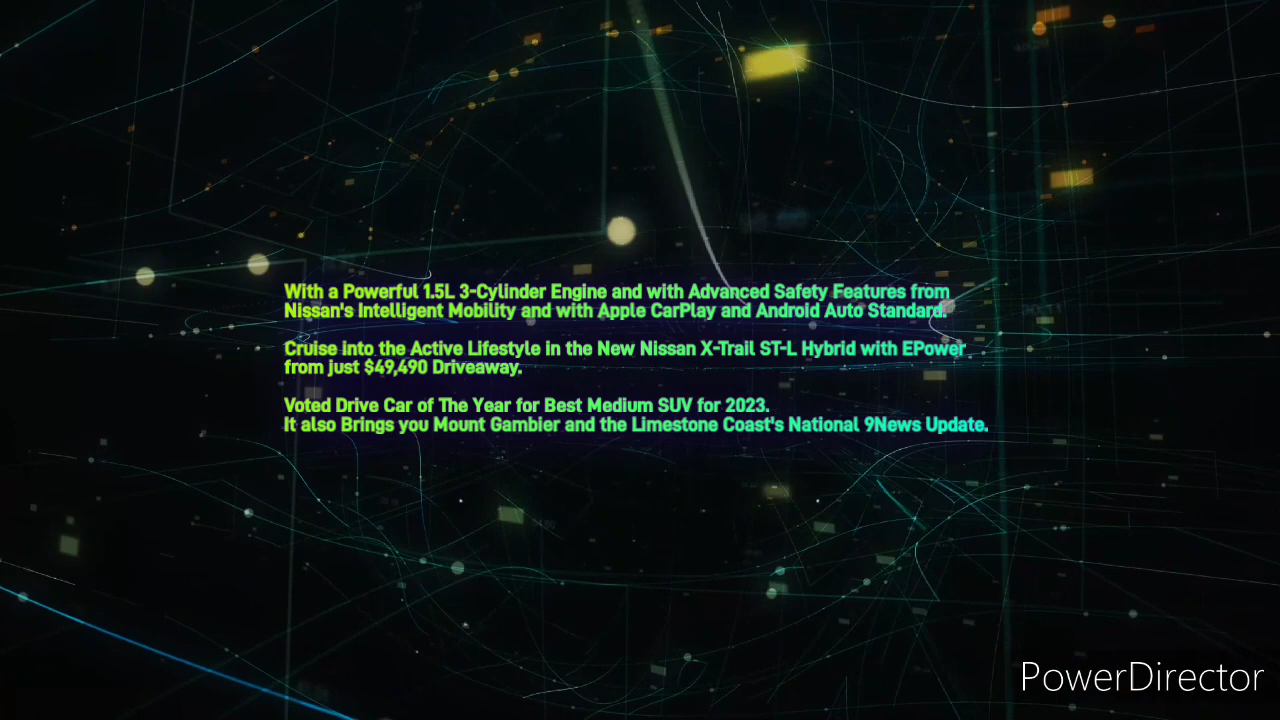 With a Powerful 1.5L 3-Cylinder Engine and with Advanced Safety Features from
Nissan's Intelligent Mobility and with Apple CarPlay and Android Auto Standard.
Cruise into the Active Lifestyle in the New Nissan X-Trail ST-L Hybrid with EPower
from just $49,490 Driveaway.
Voted Drive Car of The Year for Best Medium SUV for 2023.
It also Brings you Mount Gambier and the Limestone Coast's National 9News Update.
PowerDirector